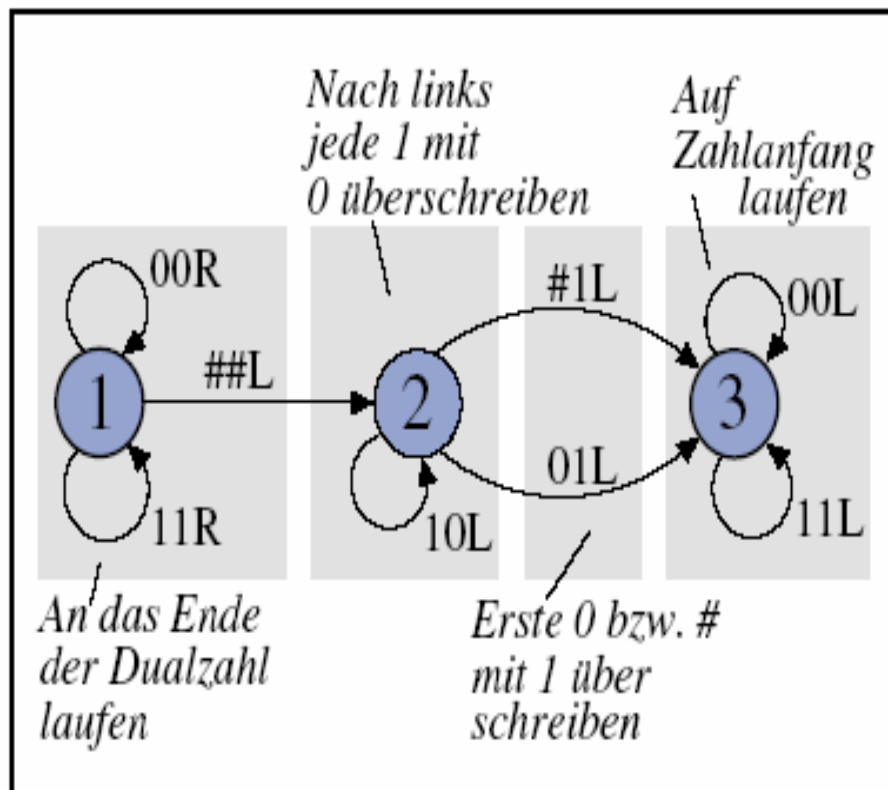 Nach links
jede 1 mit
0 überschreiben
Auf
Zahlanfang
laufen
00R
##L
11R
1
2
10L
#1L
01L
3
00L
11L
An das Ende
der Dualzahl
laufen
Erste 0 bzw. #
mit 1 über
schreiben